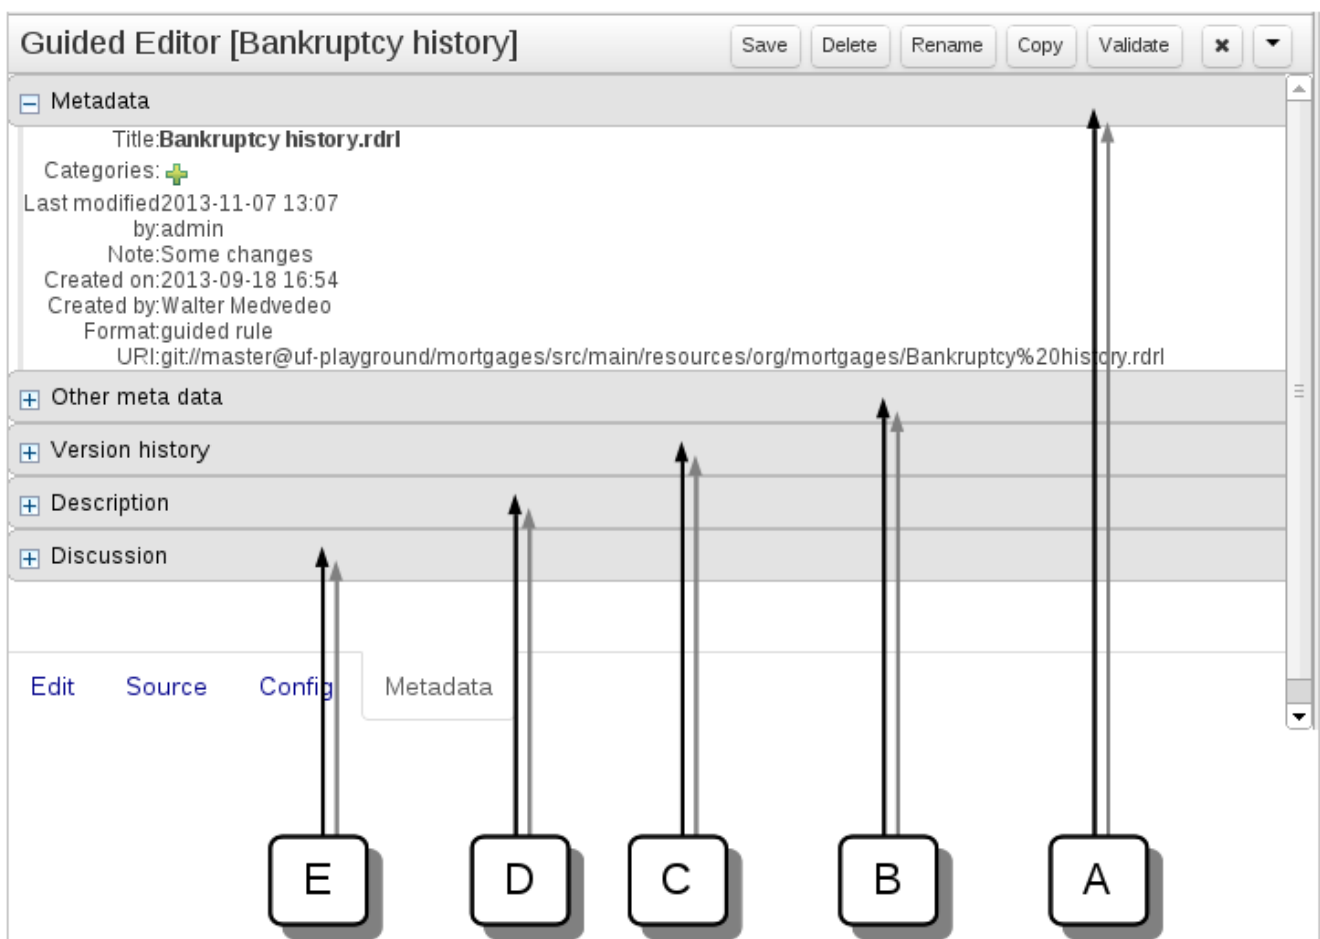 Guided Editor [Bankruptcy history]
Save Delete Rename Copy Validate
Metadata
Title:Bankruptcy history.rdrl
Categories:
Last modified2013-11-07 13:07
by:admin
Note:Some changes
Created on:2013-09-18 16:54
Created by:Walter Medvedeo
Format:guided rule
URI:git://master@uf-playground/mortgages/src/main/resources/org/mortgages/Bankruptcy%20history.rdrl
Other meta data
Version history
Description
Discussion
Edit Source Config Metadata
E D C B A